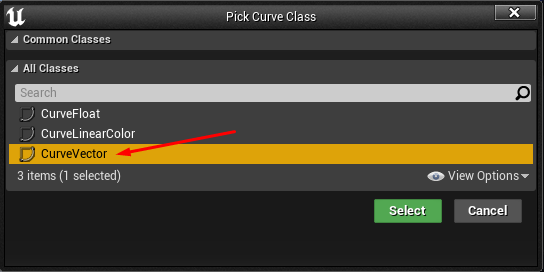 Pick Curve Class
Common Classes
All Classes
Search
CurveFloat
CurveLinearColor
CurveVector
3 items (1 selected)
View Options
Select
Cancel